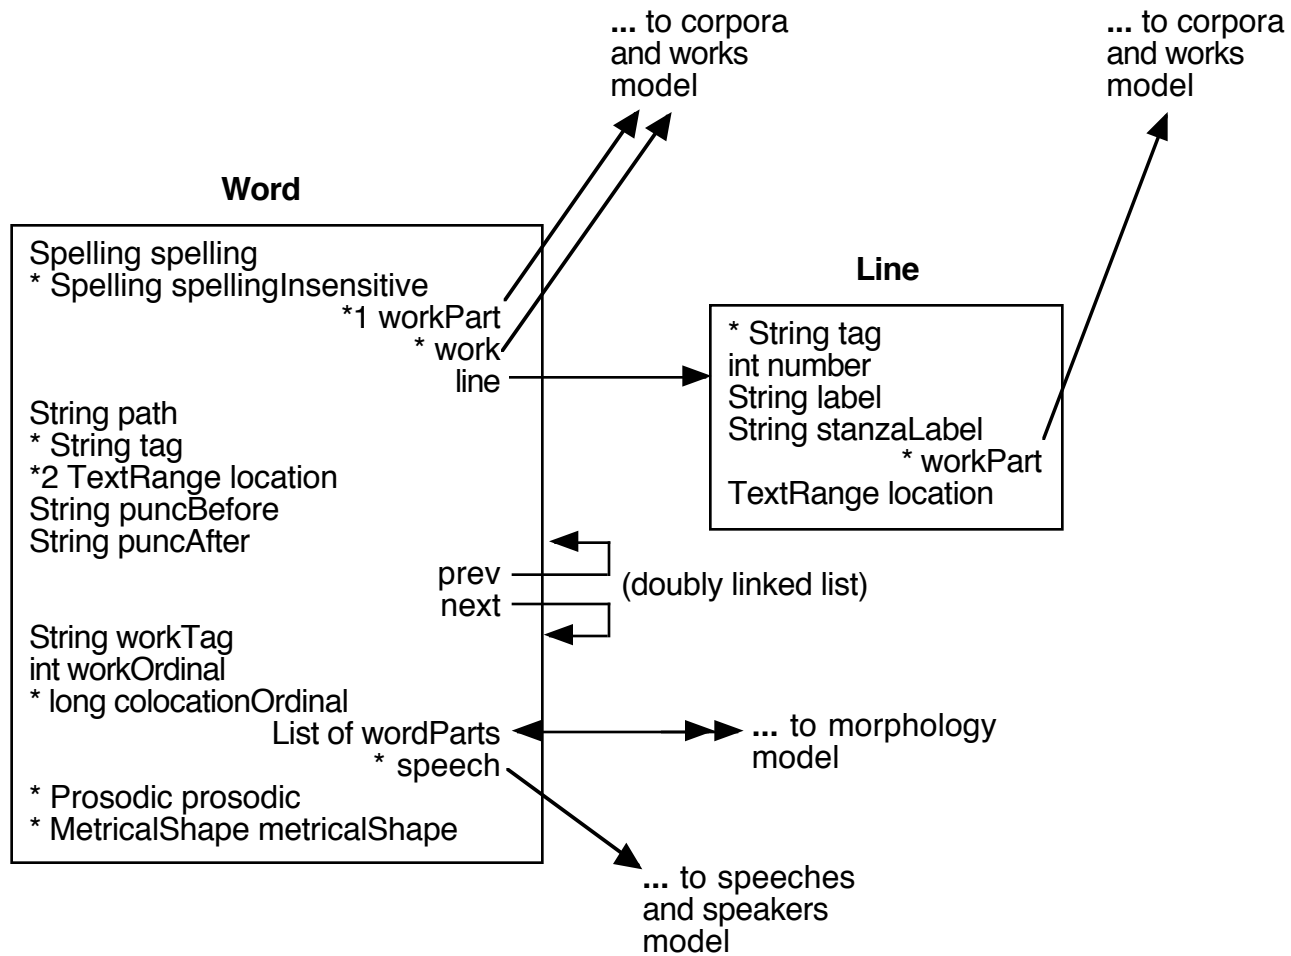 ... to corpora
and works
model
... to corpora
and works
model
Word
Spelling spelling
* Spelling spellingInsensitive
*1 workPart
* work
line
String path
* String tag
*2 TextRange location
String puncBefore
String puncAfter
prev
next
(doubly linked list)
String workTag
int workOrdinal
* long colocationOrdinal
List of wordParts
* speech
* Prosodic prosodic
* MetricalShape metricalShape
Line
* String tag
int number
String label
String stanzaLabel
* workPart
TextRange location
... to morphology
model
... to speeches
and speakers
model